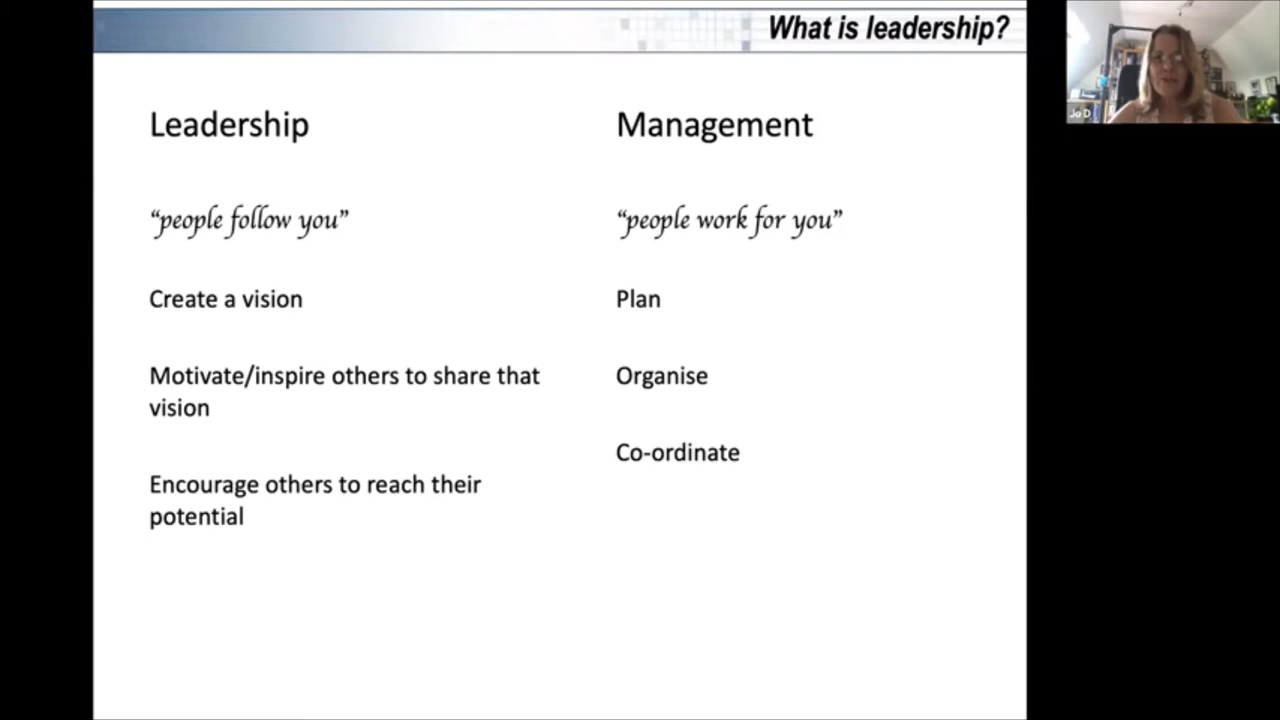 What is leadership?
Leadership
"people follow you"
Create a vision
Motivate/inspire others to share that
vision
Encourage others to reach their
potential
Management
"people work for you"
Plan
Organise
Co-ordinate
Jo D